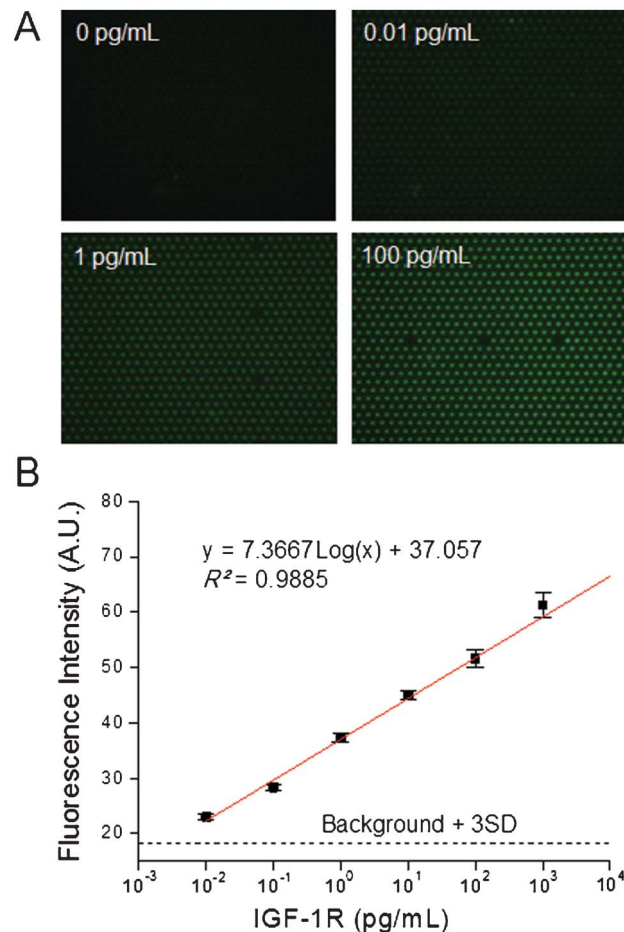 A
0 pg/mL
0.01 pg/mL
1 pg/mL
100 pg/mL
B
Fluorescence Intensity (A.U.)
80
70
60
50
40
30
20
y = 7.3667Log(x) + 37.057
R² = 0.9885
Background + 3SD
10⁻³ 10⁻² 10⁻¹ 10⁰ 10¹ 10² 10³ 10⁴
IGF-1R (pg/mL)